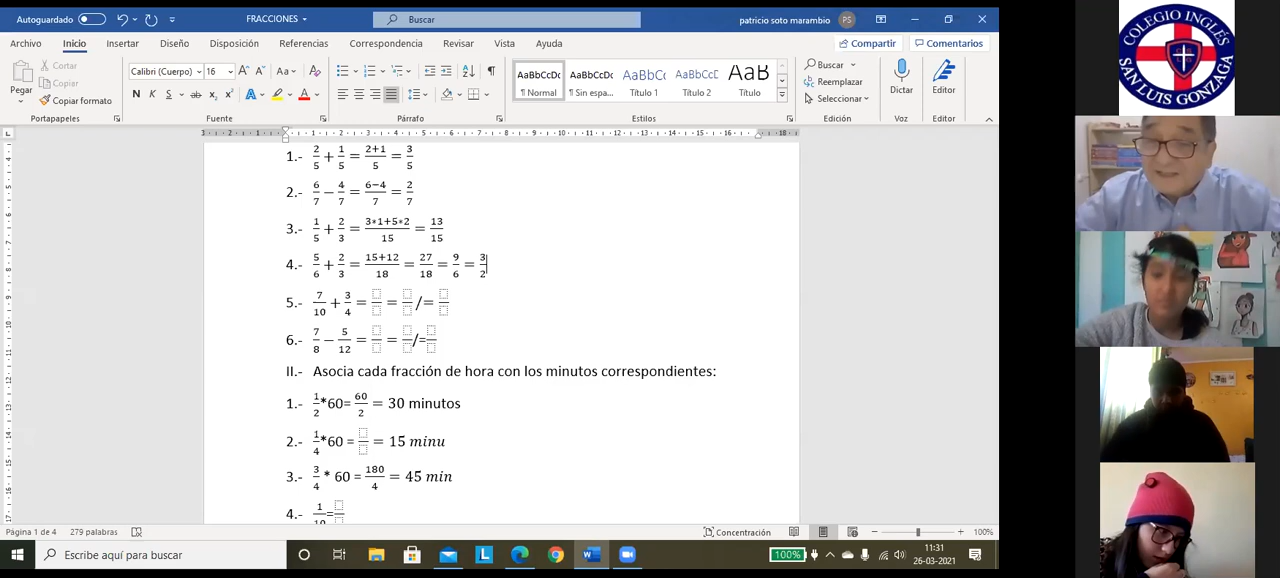 Autoguardado
FRACCIONES
Buscar
patricio soto marambio
PS
Archivo Inicio Insertar Diseño Disposición Referencias Correspondencia Revisar Vista Ayuda
Compartir Comentarios
Pegar
Cortar
Copiar
Copiar formato
Portapapeles
Calibri (Cuerpo) 16
Fuente
Párrafo
AaBbCcDc AaBbCcDc AaBbCc AaBbCcD AaB
¶ Normal ¶ Sin espa... Título 1 Título 2 Título
Estilos
Buscar
Reemplazar
Seleccionar
Edición
Dictar
Voz
Editor
Editor
1.- 2/5 + 1/5 = 2+1/5 = 3/5
2.- 6/7 − 4/7 = 6−4/7 = 2/7
3.- 1/5 + 2/3 = 3*1+5*2/15 = 13/15
4.- 5/6 + 2/3 = 15+12/18 = 27/18 = 9/6 = 3/2
5.- 7/10 + 3/4 = = /=
6.- 7/8 − 5/12 = = /=
II.- Asocia cada fracción de hora con los minutos correspondientes:
1.- 1/2*60= 60/2 = 30 minutos
2.- 1/4*60 = = 15 minu
3.- 3/4 * 60 = 180/4 = 45 min
4.- 1/10=
Página 1 de 4 279 palabras
Concentración
100%
Escribe aquí para buscar
100%
11:31
26-03-2021
COLEGIO INGLÉS
SAN LUIS GONZAGA